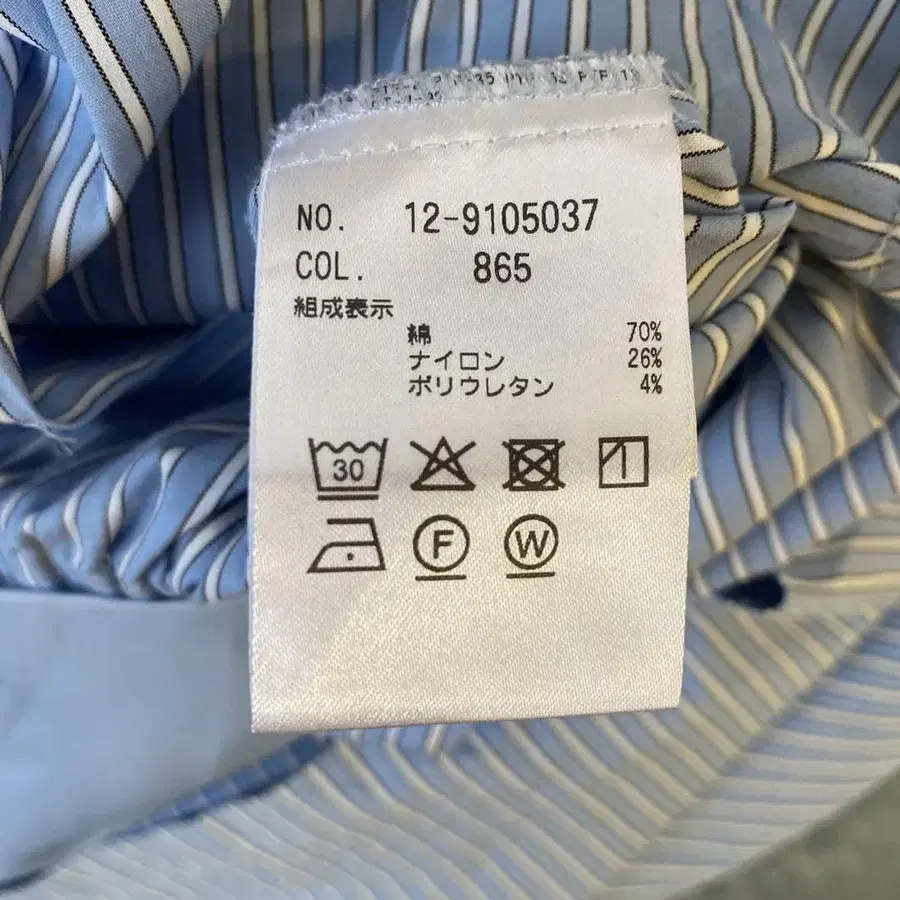 NO. 12-9105037
COL. 865
組成表示
綿 70%
ナイロン 26%
ポリウレタン 4%
30
F W